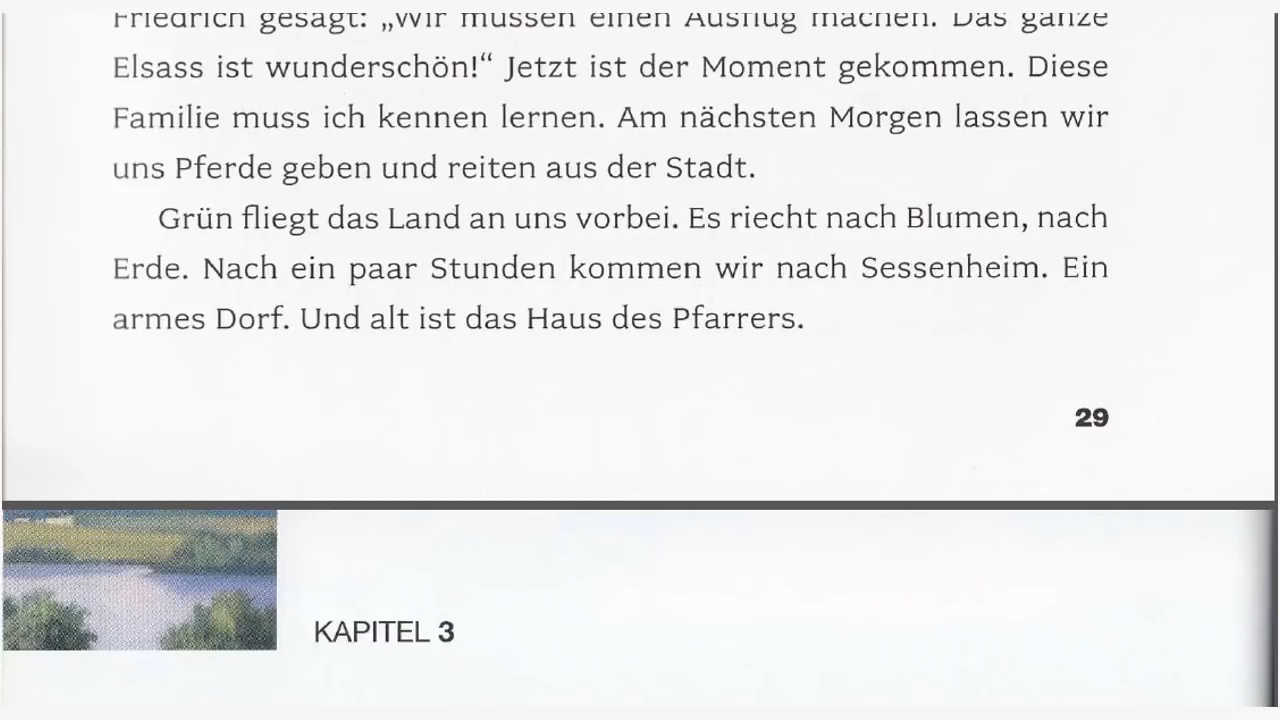 Friedrich gesagt: „Wir müssen einen Ausflug machen. Das ganze
Elsass ist wunderschön!“ Jetzt ist der Moment gekommen. Diese
Familie muss ich kennen lernen. Am nächsten Morgen lassen wir
uns Pferde geben und reiten aus der Stadt.
Grün fliegt das Land an uns vorbei. Es riecht nach Blumen, nach
Erde. Nach ein paar Stunden kommen wir nach Sessenheim. Ein
armes Dorf. Und alt ist das Haus des Pfarrers.
29
KAPITEL 3